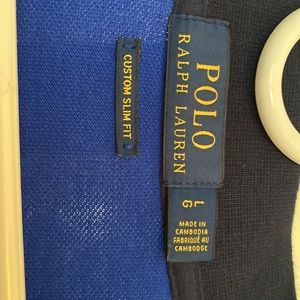 POLO
RALPH LAUREN
CUSTOM SLIM FIT
L
G
MADE IN
CAMBODIA
FABRIQUÉ AU
CAMBODGE